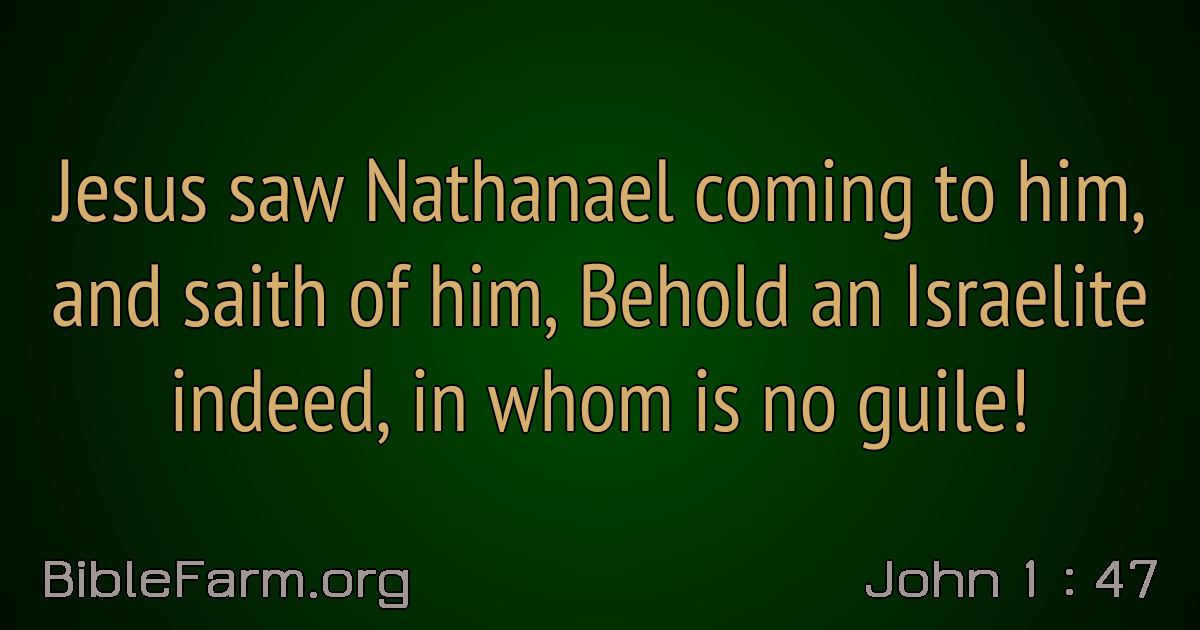 Jesus saw Nathanael coming to him,
and saith of him, Behold an Israelite
indeed, in whom is no guile!
BibleFarm.org
John 1 : 47